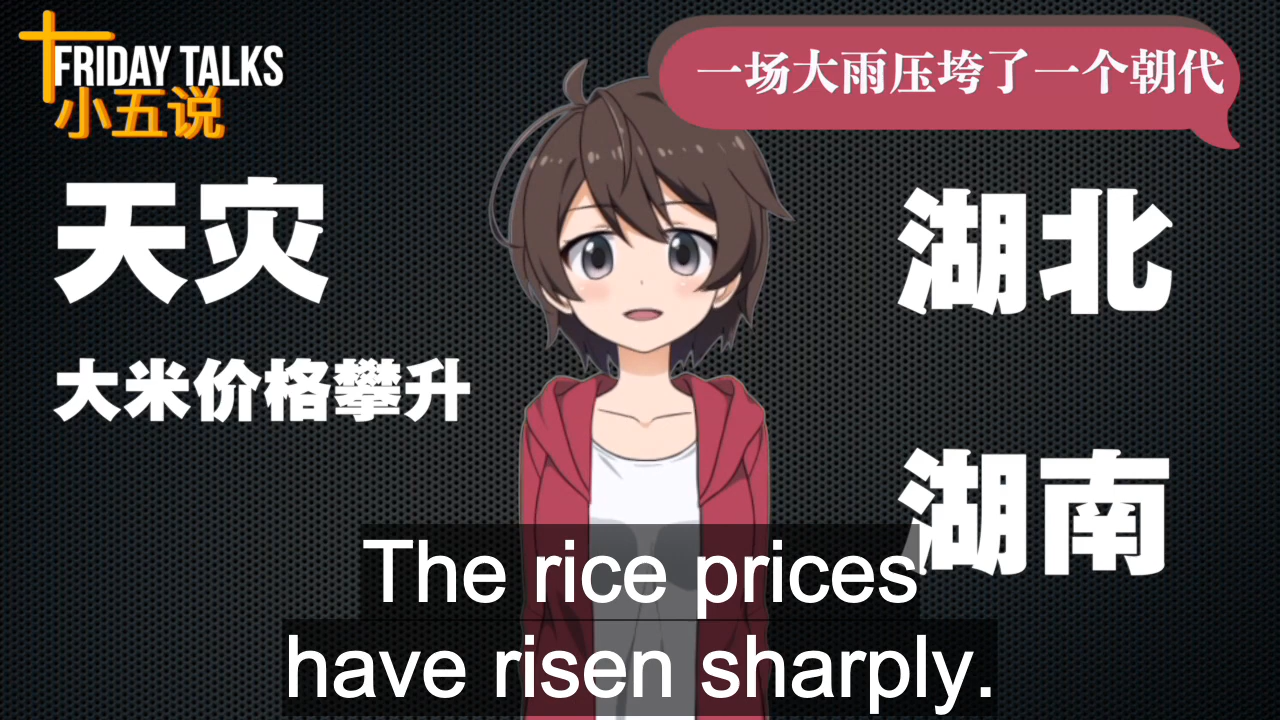 FRIDAY TALKS
小五说
一场大雨压垮了一个朝代
天灾
大米价格攀升
湖北
湖南
The rice prices
have risen sharply.